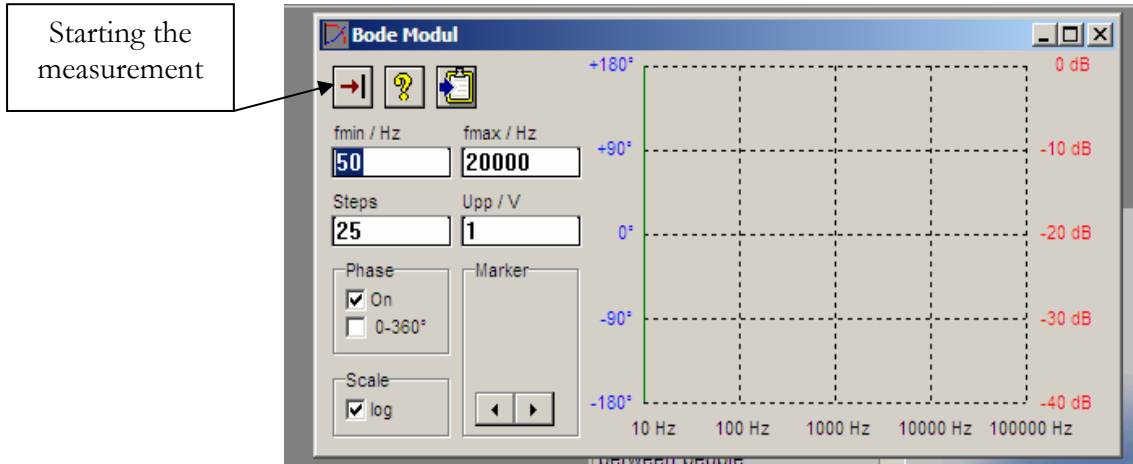 Starting the
measurement
Bode Modul
fmin / Hz
fmax / Hz
50
20000
Steps
Upp / V
25
1
Phase
On
0-360°
Marker
Scale
log
+180°
+90°
0°
-90°
-180°
0 dB
-10 dB
-20 dB
-30 dB
-40 dB
10 Hz
100 Hz
1000 Hz
10000 Hz
100000 Hz
between people